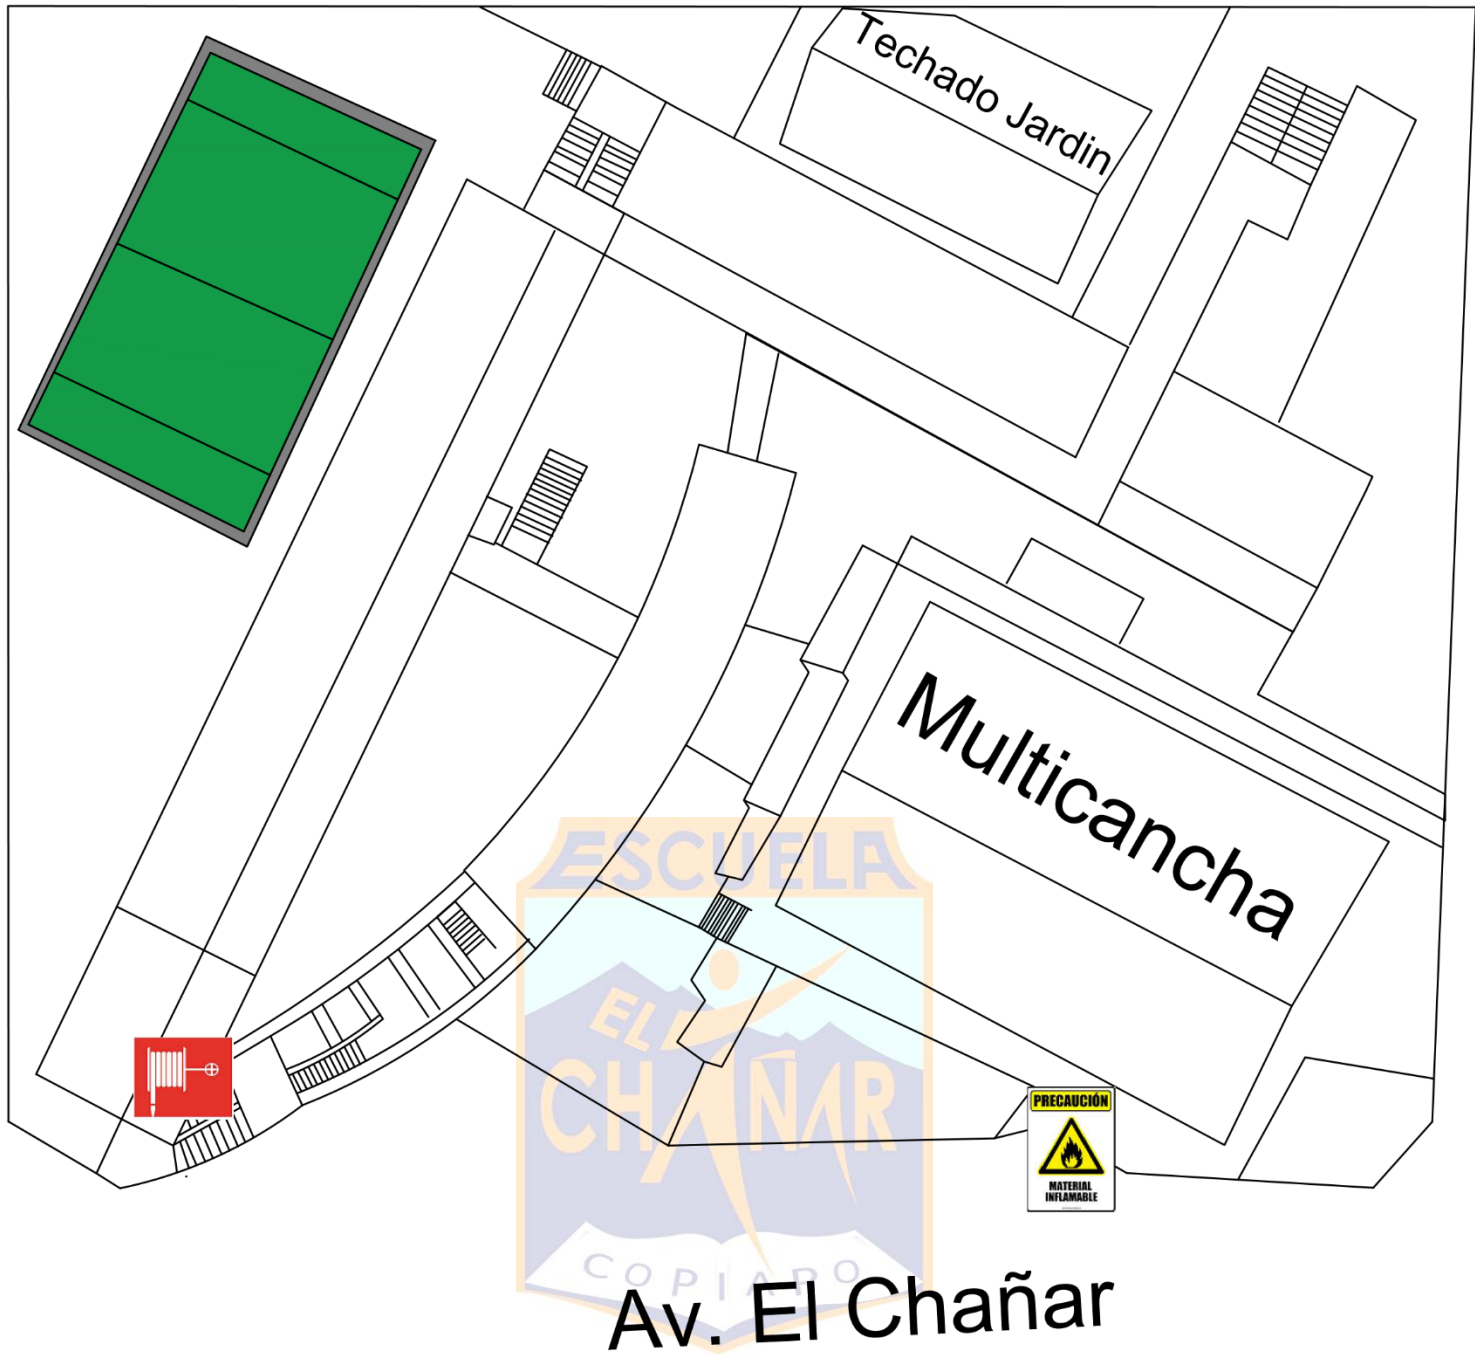 Techado Jardin
Multicancha
ESCUELA
EL
CHAÑAR
COPIAPO
PRECAUCIÓN
MATERIAL
INFLAMABLE
Av. El Chañar